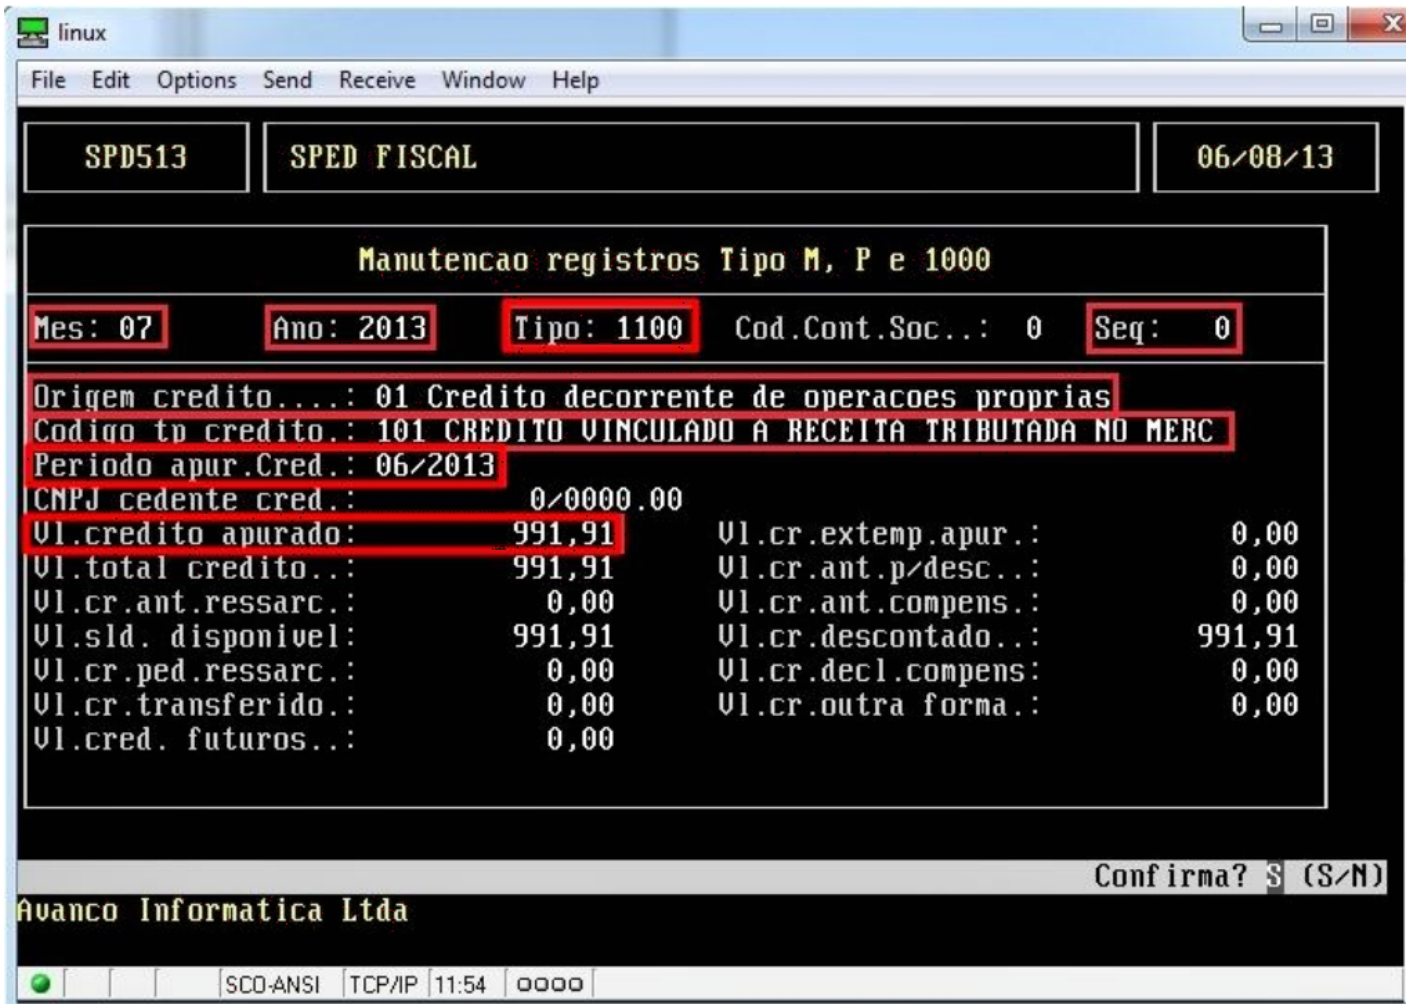 linux
File Edit Options Send Receive Window Help
SPD513 SPED FISCAL 06/08/13
Manutencao registros Tipo M, P e 1000
Mes: 07 Ano: 2013 Tipo: 1100 Cod.Cont.Soc..: 0 Seq: 0
Origem credito....: 01 Credito decorrente de operacoes proprias
Codigo tp credito.: 101 CREDITO VINCULADO A RECEITA TRIBUTADA NO MERC
Periodo apur.Cred.: 06/2013
CNPJ cedente cred.: 0/0000.00
Vl.credito apurado: 991,91 Vl.cr.extemp.apur.: 0,00
Vl.total credito..: 991,91 Vl.cr.ant.p/desc..: 0,00
Vl.cr.ant.ressarc.: 0,00 Vl.cr.ant.compens.: 0,00
Vl.sld. disponivel: 991,91 Vl.cr.descontado..: 991,91
Vl.cr.ped.ressarc.: 0,00 Vl.cr.decl.compens: 0,00
Vl.cr.transferido.: 0,00 Vl.cr.outra forma.: 0,00
Vl.cred. futuros..: 0,00
Confirma? S (S/N)
Avanco Informatica Ltda
SCO-ANSI TCP/IP 11:54